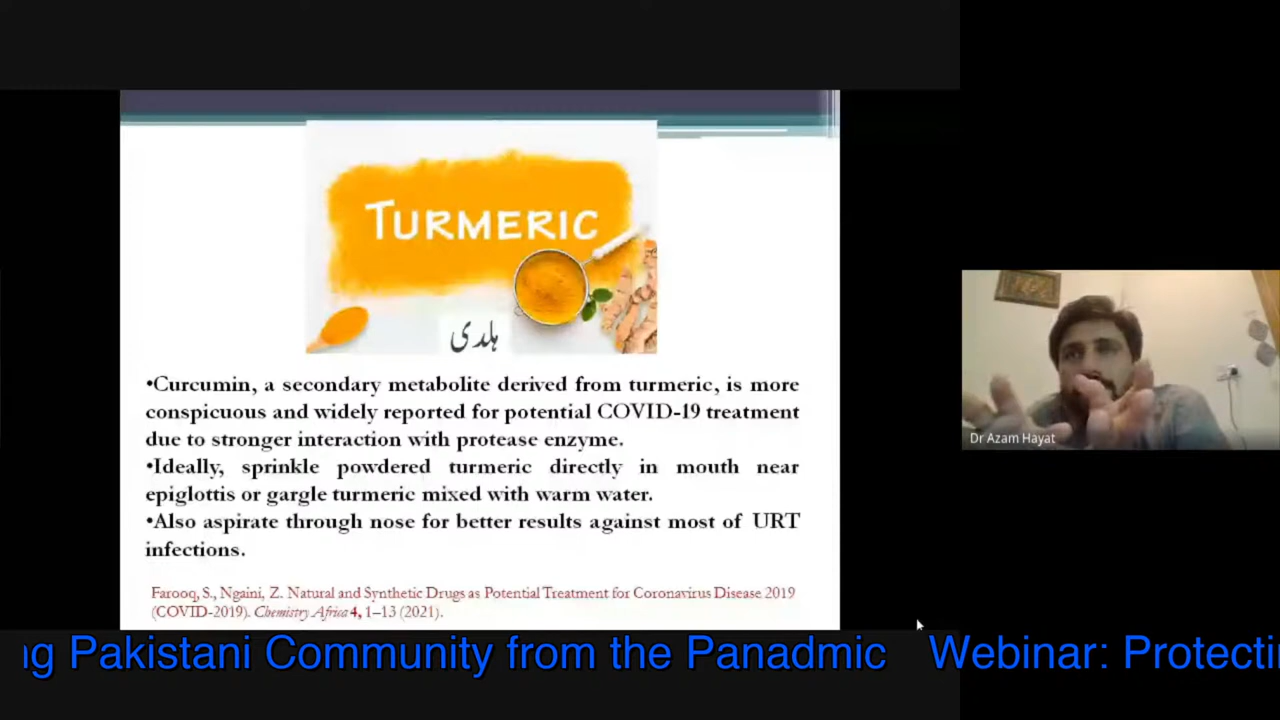 TURMERIC
ہلدی
•Curcumin, a secondary metabolite derived from turmeric, is more
conspicuous and widely reported for potential COVID-19 treatment
due to stronger interaction with protease enzyme.
•Ideally, sprinkle powdered turmeric directly in mouth near
epiglottis or gargle turmeric mixed with warm water.
•Also aspirate through nose for better results against most of URT
infections.
Farooq, S., Ngaini, Z. Natural and Synthetic Drugs as Potential Treatment for Coronavirus Disease 2019
(COVID-2019). Chemistry Africa 4, 1–13 (2021).
Dr Azam Hayat
ng Pakistani Community from the Panadmic Webinar: Protecti